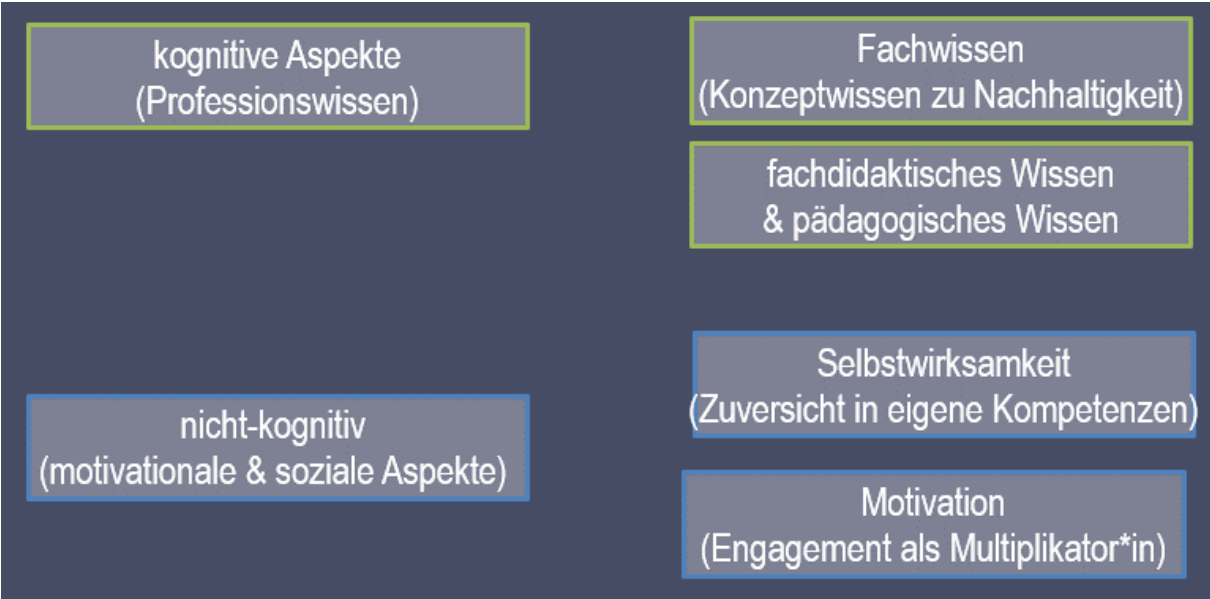 kognitive Aspekte
(Professionswissen)
Fachwissen
(Konzeptwissen zu Nachhaltigkeit)
fachdidaktisches Wissen
& pädagogisches Wissen
nicht-kognitiv
(motivationale & soziale Aspekte)
Selbstwirksamkeit
(Zuversicht in eigene Kompetenzen)
Motivation
(Engagement als Multiplikator*in)